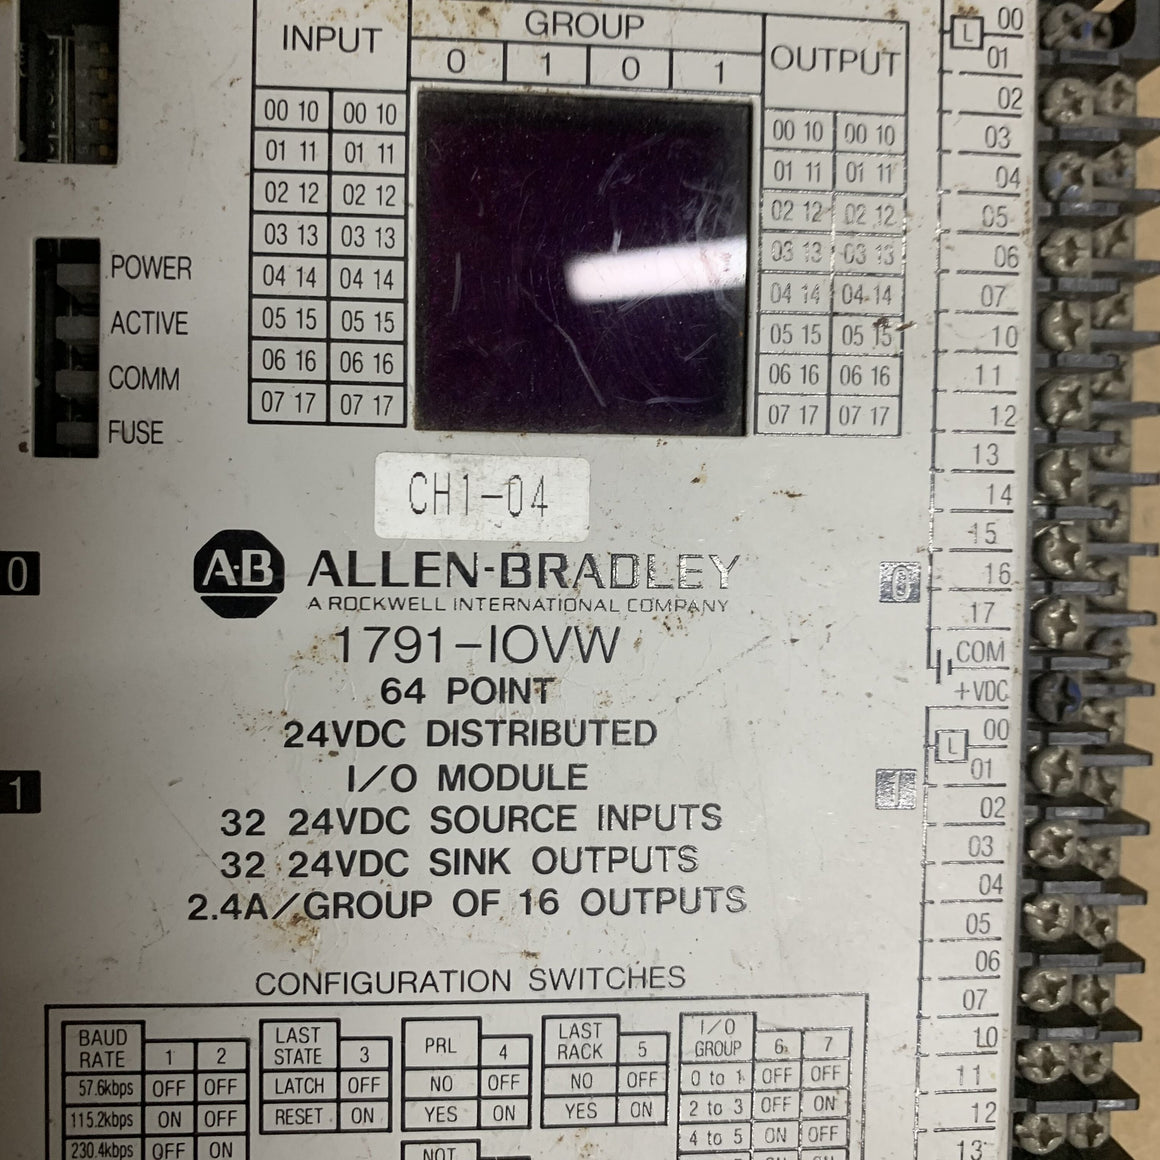 INPUT
GROUP
0 1 0 1
OUTPUT
00 10 00 10
01 11 01 11
02 12 02 12
03 13 03 13
04 14 04 14
05 15 05 15
06 16 06 16
07 17 07 17
00 10 00 10
01 11 01 11
02 12 02 12
03 13 03 13
04 14 04 14
05 15 05 15
06 16 06 16
07 17 07 17
POWER
ACTIVE
COMM
FUSE
CH1-04
0
A·B ALLEN-BRADLEY
A ROCKWELL INTERNATIONAL COMPANY
0
1791-IOVW
64 POINT
24VDC DISTRIBUTED
I/O MODULE
1
1
32 24VDC SOURCE INPUTS
32 24VDC SINK OUTPUTS
2.4A/GROUP OF 16 OUTPUTS
CONFIGURATION SWITCHES
BAUD
RATE 1 2
57.6kbps OFF OFF
115.2kbps ON OFF
230.4kbps OFF ON
LAST
STATE 3
LATCH OFF
RESET ON
PRL 4
NO OFF
YES ON
NOT
LAST
RACK 5
NO OFF
YES ON
I/O
GROUP 6 7
0 to 1 OFF OFF
2 to 3 OFF ON
4 to 5 ON OFF
L 00
01
02
03
04
05
06
07
10
11
12
13
14
15
16
17
COM
+VDC
L 00
01
02
03
04
05
06
07
10
11
12
13